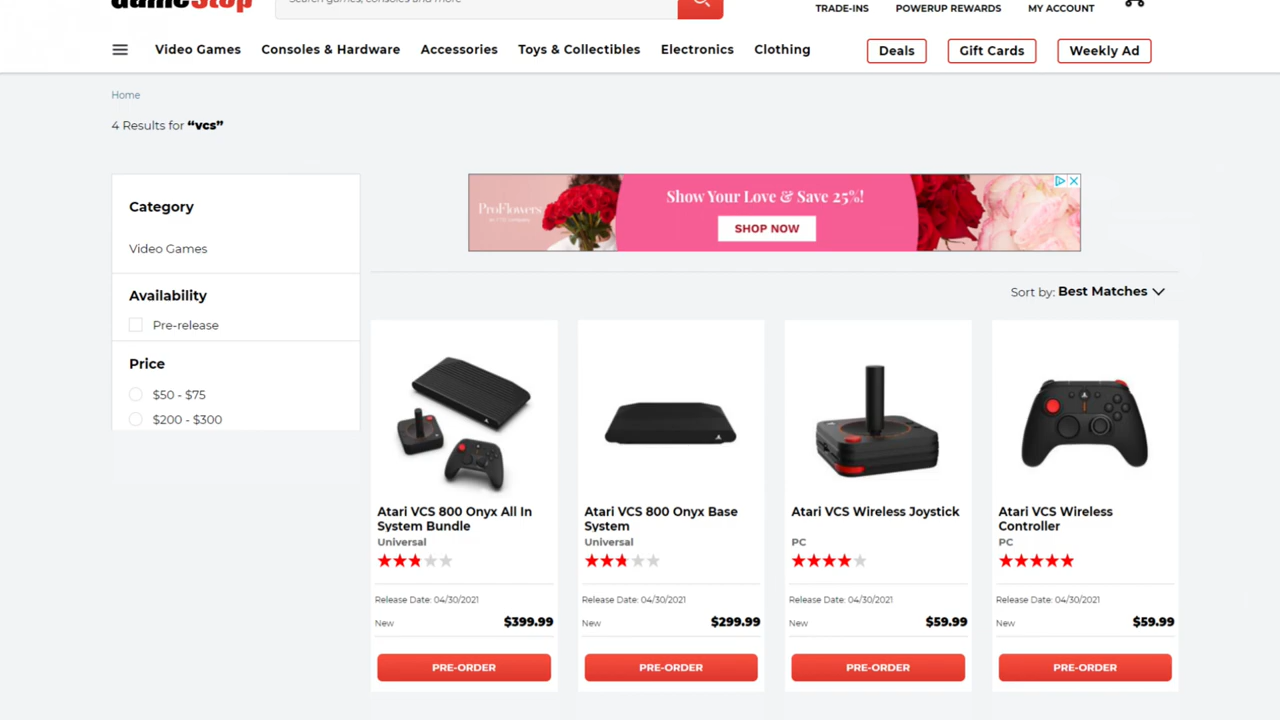 GameStop
Search games, consoles and more
TRADE-INS POWERUP REWARDS MY ACCOUNT
Video Games Consoles & Hardware Accessories Toys & Collectibles Electronics Clothing Deals Gift Cards Weekly Ad
Home
4 Results for “vcs”
Category
Video Games
Availability
Pre-release
Price
$50 - $75
$200 - $300
ProFlowers
Show Your Love & Save 25%!
SHOP NOW
Sort by: Best Matches
Atari VCS 800 Onyx All In
System Bundle
Universal
Release Date: 04/30/2021
New $399.99
PRE-ORDER
Atari VCS 800 Onyx Base
System
Universal
Release Date: 04/30/2021
New $299.99
PRE-ORDER
Atari VCS Wireless Joystick
PC
Release Date: 04/30/2021
New $59.99
PRE-ORDER
Atari VCS Wireless
Controller
PC
Release Date: 04/30/2021
New $59.99
PRE-ORDER